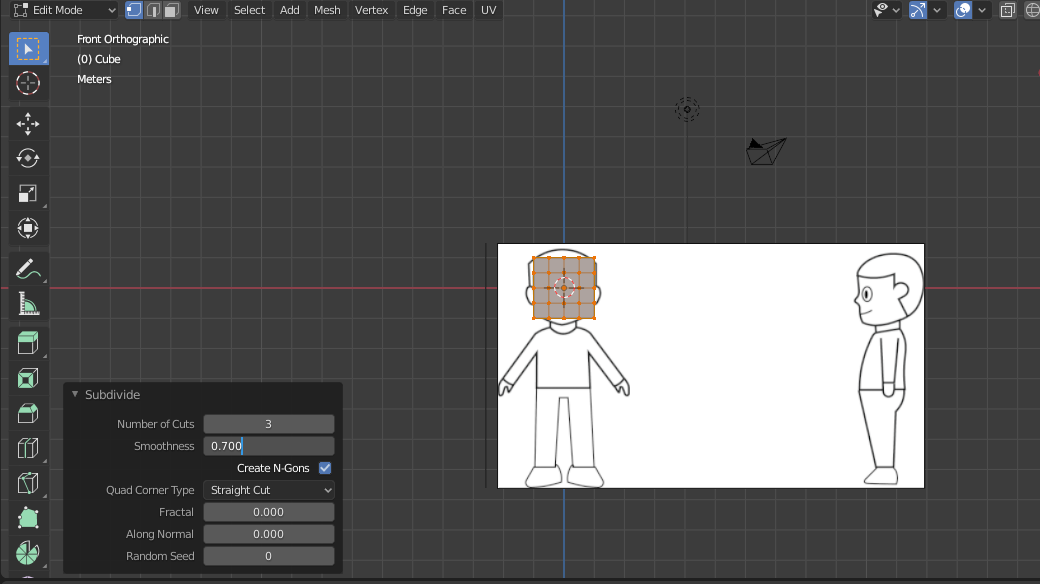 Edit Mode View Select Add Mesh Vertex Edge Face UV
Front Orthographic
(0) Cube
Meters
Subdivide
Number of Cuts 3
Smoothness 0.700
Create N-Gons
Quad Corner Type Straight Cut
Fractal 0.000
Along Normal 0.000
Random Seed 0